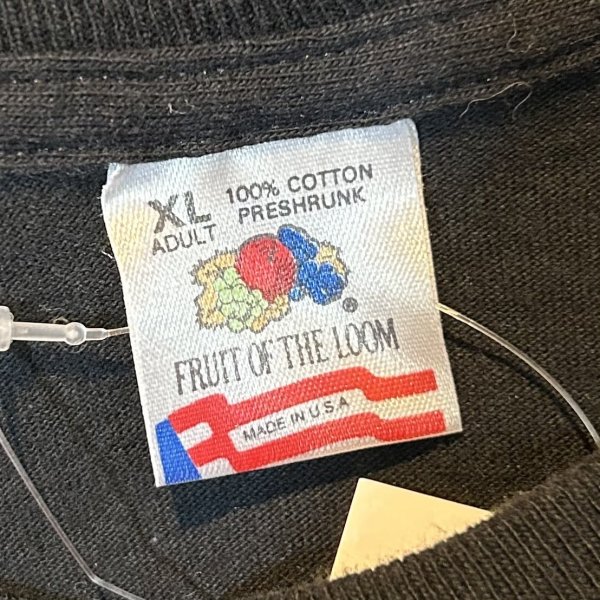 XL
ADULT
100% COTTON
PRESHRUNK
®
FRUIT OF THE LOOM
MADE IN U.S.A